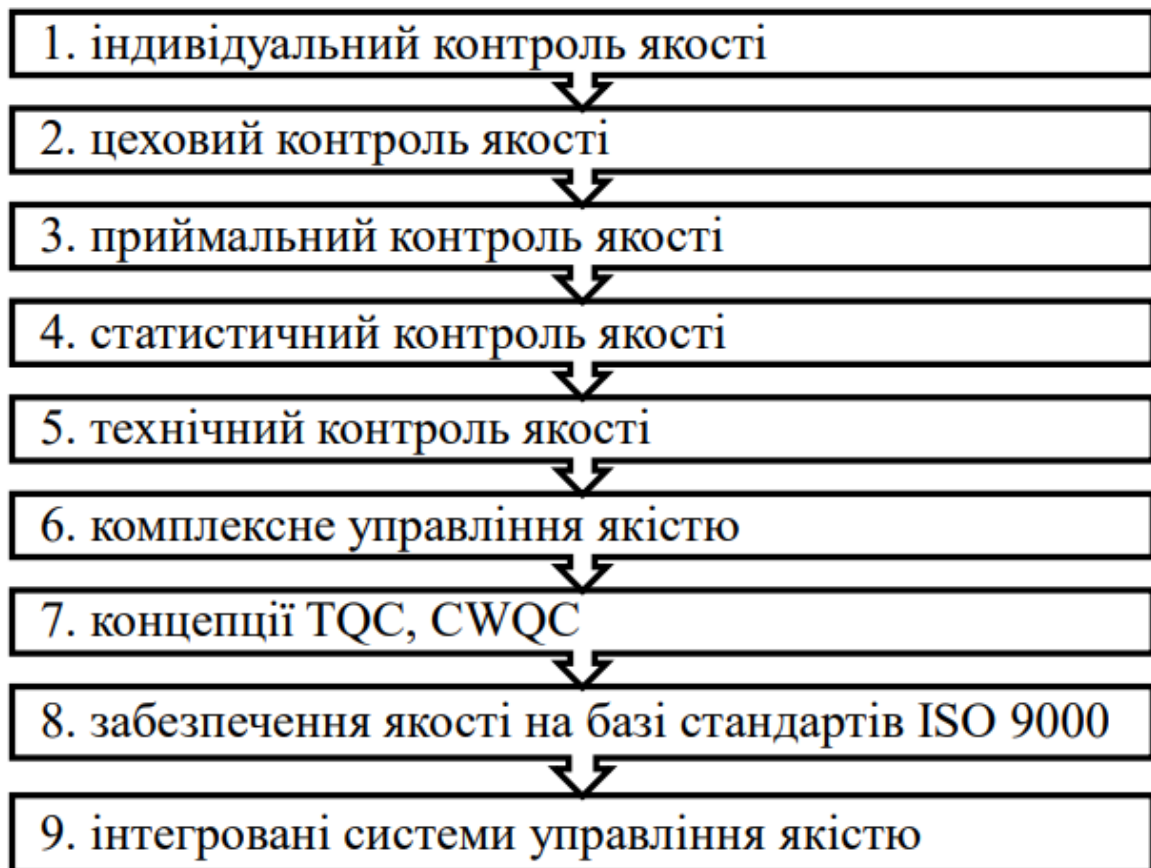 1. індивідуальний контроль якості
2. цеховий контроль якості
3. приймальний контроль якості
4. статистичний контроль якості
5. технічний контроль якості
6. комплексне управління якістю
7. концепції TQC, CWQC
8. забезпечення якості на базі стандартів ISO 9000
9. інтегровані системи управління якістю